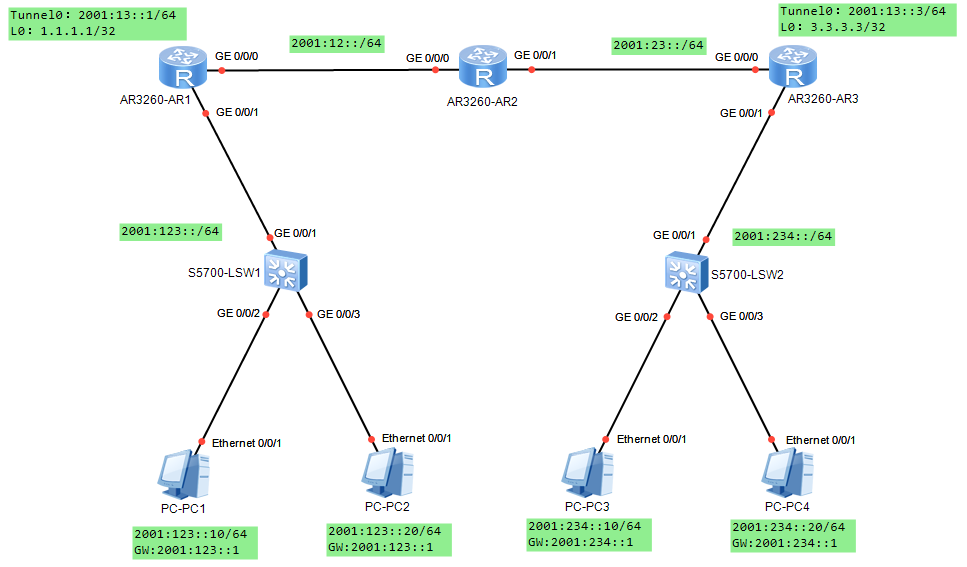 Tunnel0: 2001:13::1/64
L0: 1.1.1.1/32
Tunnel0: 2001:13::3/64
L0: 3.3.3.3/32
GE 0/0/0
2001:12::/64
GE 0/0/0
GE 0/0/1
2001:23::/64
GE 0/0/0
R
R
R
AR3260-AR1
AR3260-AR2
AR3260-AR3
GE 0/0/1
GE 0/0/1
2001:123::/64
GE 0/0/1
GE 0/0/1
2001:234::/64
S5700-LSW1
S5700-LSW2
GE 0/0/2
GE 0/0/3
GE 0/0/2
GE 0/0/3
Ethernet 0/0/1
Ethernet 0/0/1
Ethernet 0/0/1
Ethernet 0/0/1
PC-PC1
PC-PC2
PC-PC3
PC-PC4
2001:123::10/64
GW:2001:123::1
2001:123::20/64
GW:2001:123::1
2001:234::10/64
GW:2001:234::1
2001:234::20/64
GW:2001:234::1